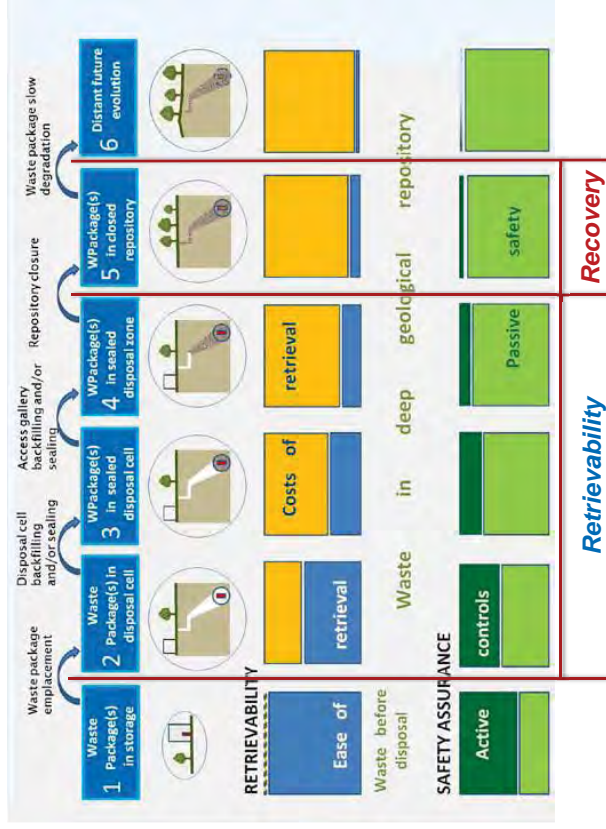 Waste package
emplacement
Disposal cell
backfilling
and/or sealing
Access gallery
backfilling and/or
sealing
Repository closure
Waste package slow
degradation
1
Waste
Package(s)
in storage
2
Waste
Package(s) in
disposal cell
3
WPackage(s)
in sealed
disposal cell
4
WPackage(s)
in sealed
disposal zone
5
WPackage(s)
in closed
repository
6
Distant future
evolution
RETRIEVABILITY
Ease of
retrieval
Costs of
retrieval
Waste before
disposal
Waste in deep geological repository
SAFETY ASSURANCE
Active
controls
Passive
safety
Retrievability
Recovery